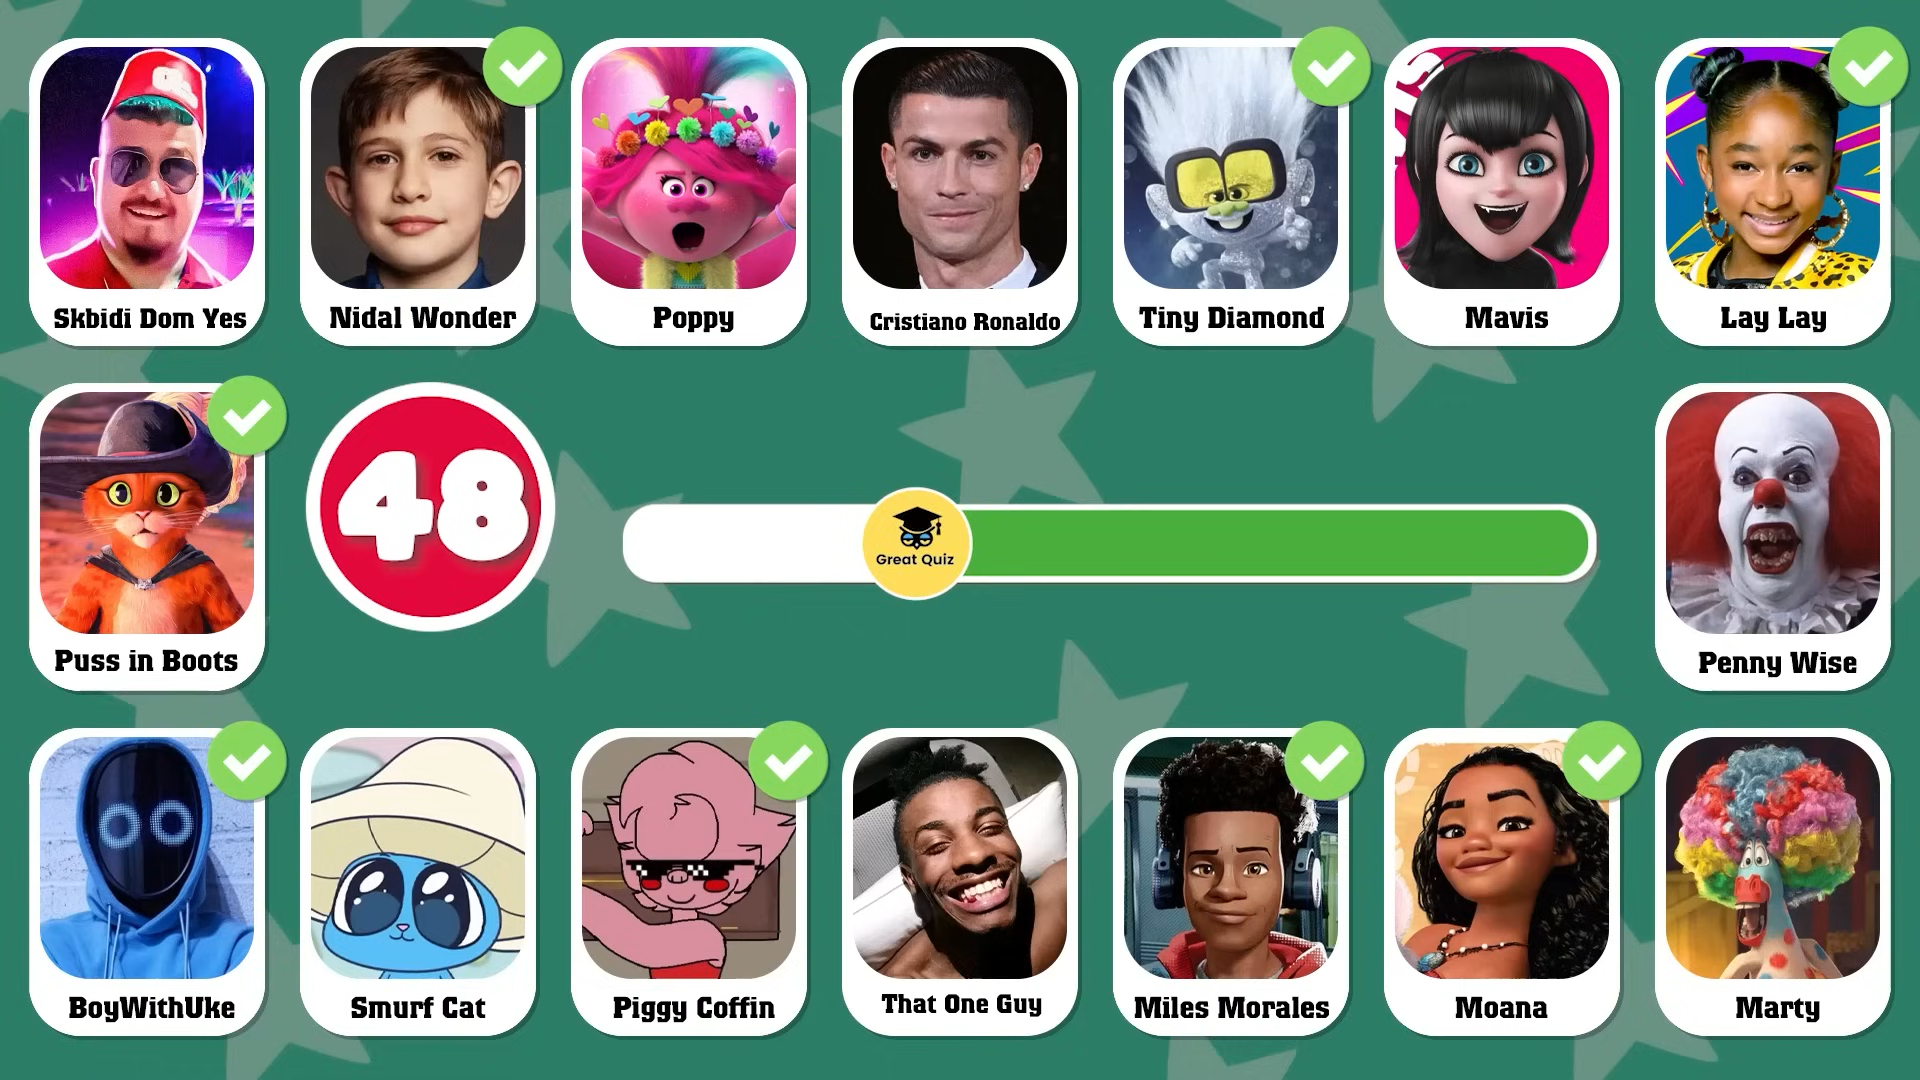 Skbidi Dom Yes
Nidal Wonder
Poppy
Cristiano Ronaldo
Tiny Diamond
Mavis
Lay Lay
Puss in Boots
48
Great Quiz
Penny Wise
BoyWithUke
Smurf Cat
Piggy Coffin
That One Guy
Miles Morales
Moana
Marty